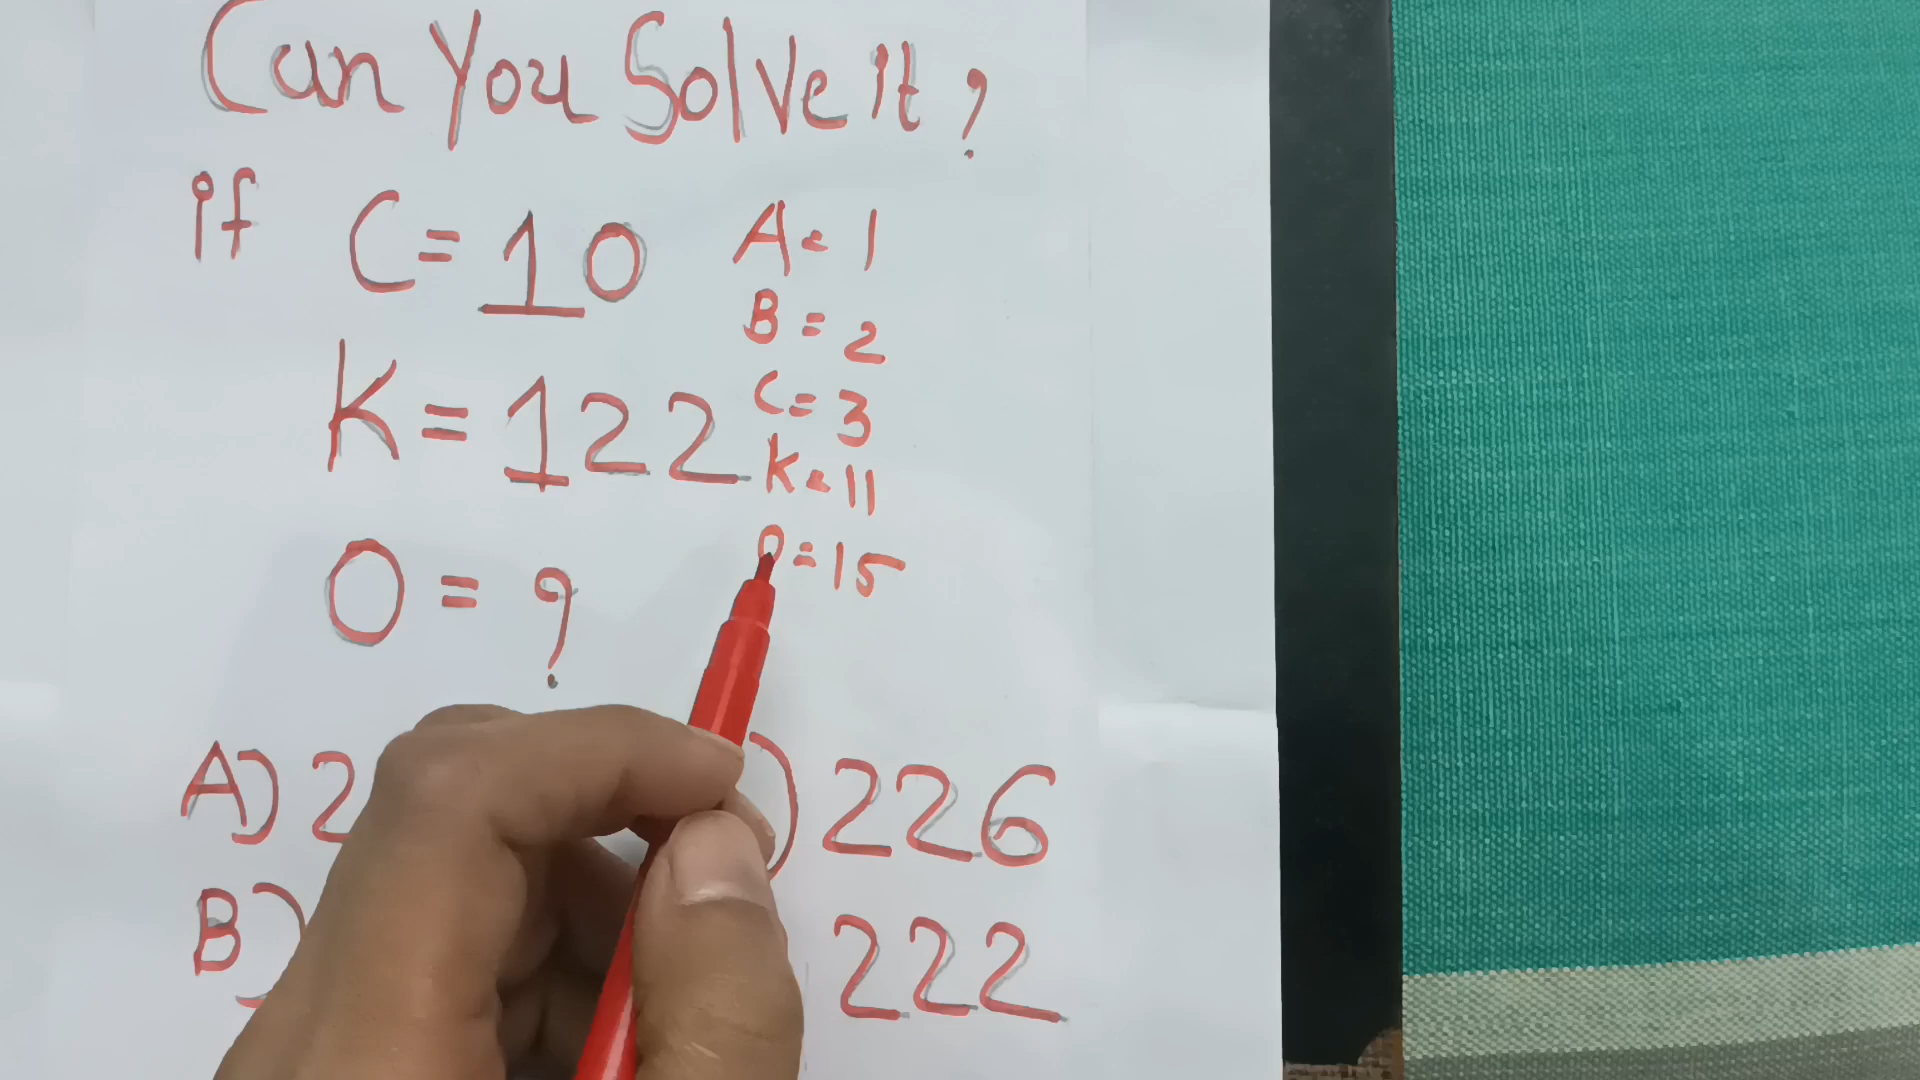 Can You Solve it ?
if C = 10
A = 1
B = 2
K = 122
C = 3
K = 11
O = ?
O = 15
A) 2
) 226
B)
222